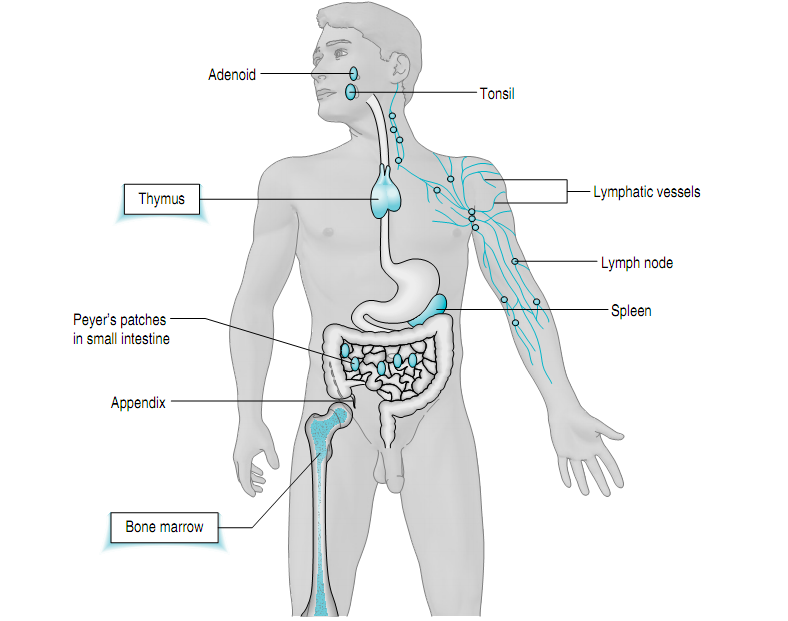 Adenoid
Tonsil
Thymus
Lymphatic vessels
Lymph node
Spleen
Peyer’s patches
in small intestine
Appendix
Bone marrow